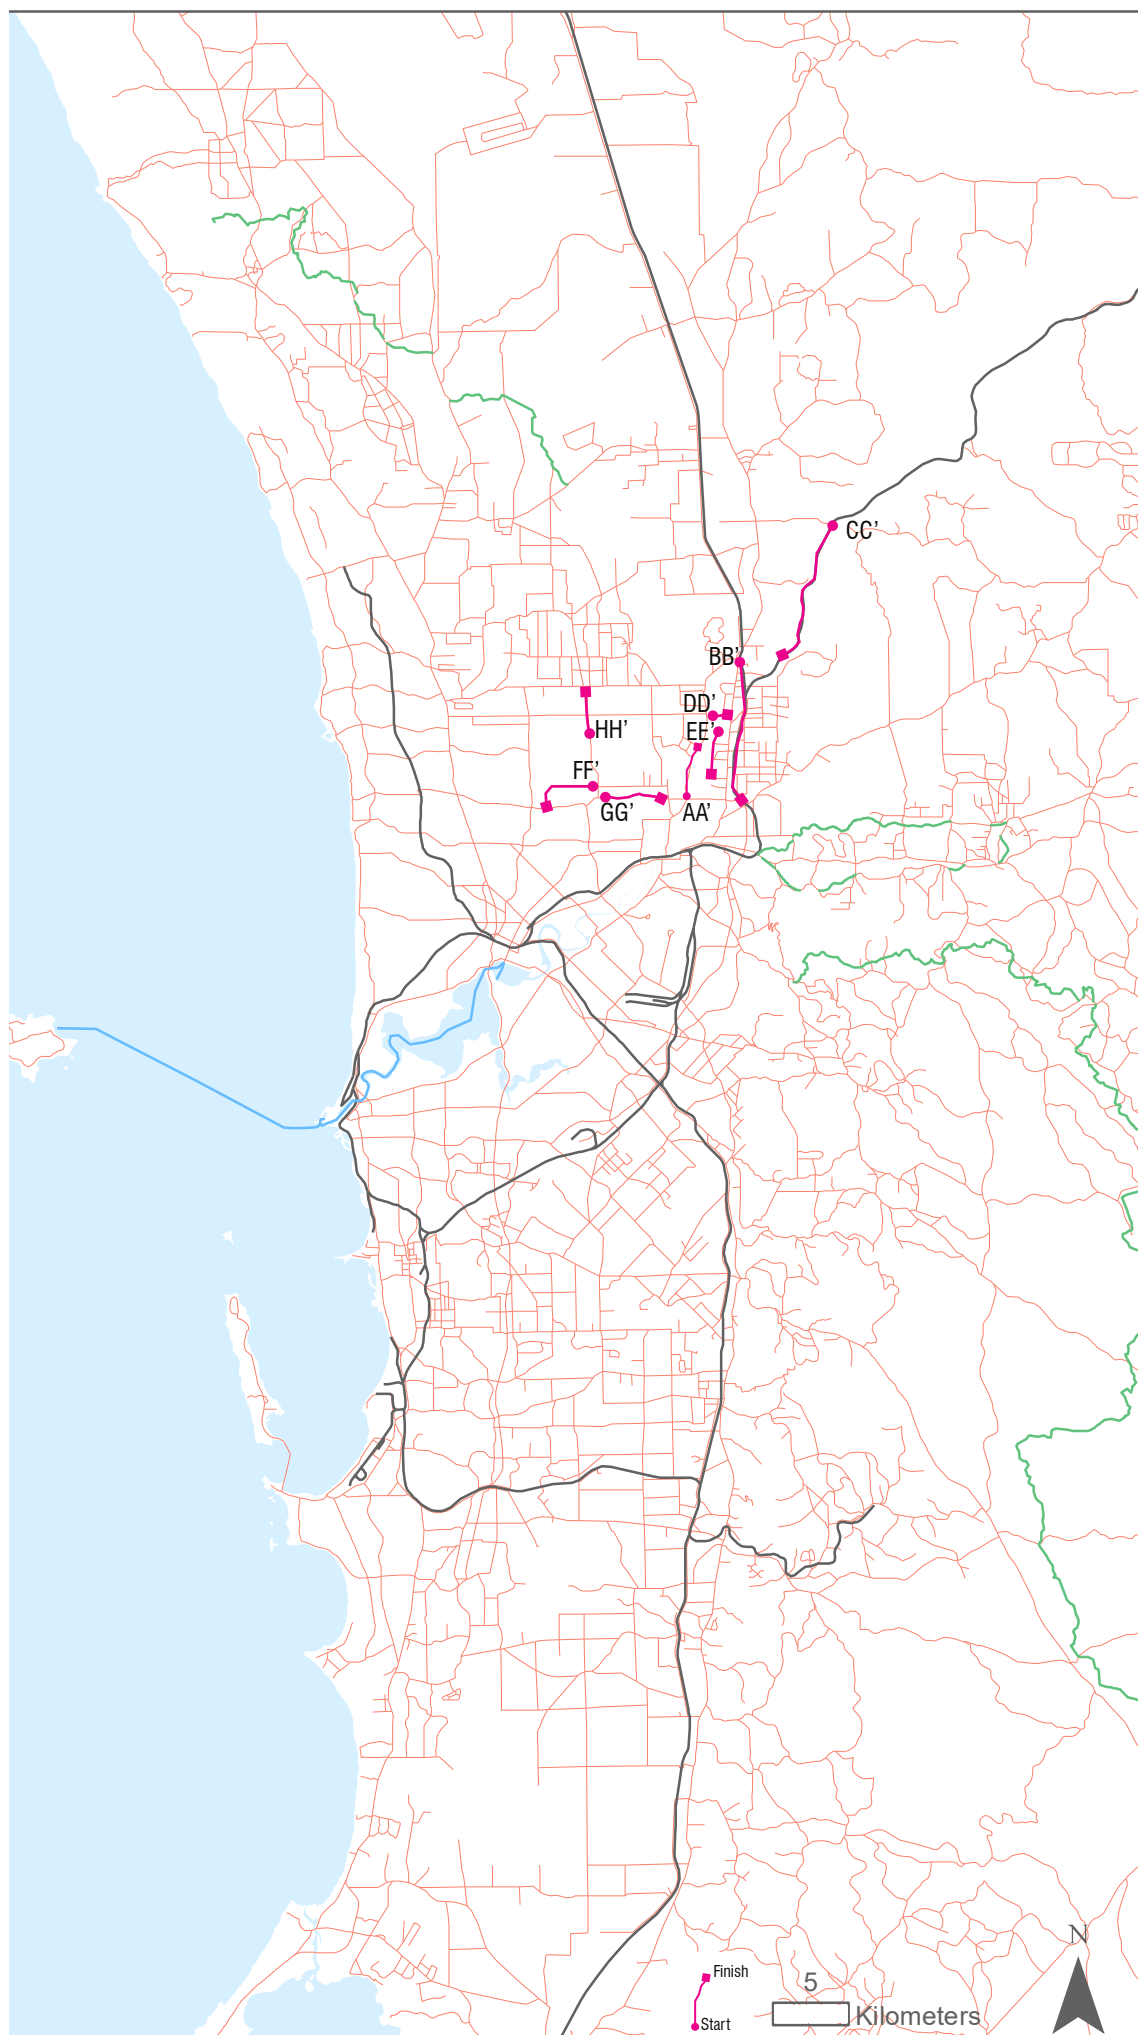 CC'
BB'
DD'
EE'
HH'
FF'
GG'
AA'
N
Finish
5
Kilometers
Start